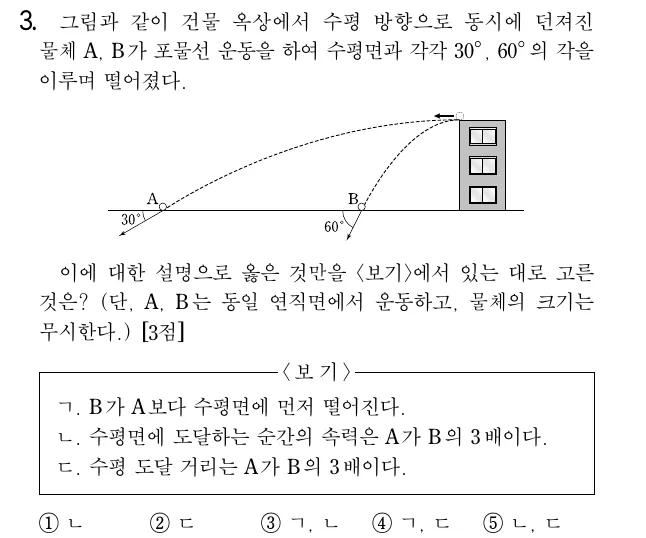 3. 그림과 같이 건물 옥상에서 수평 방향으로 동시에 던져진
물체 A, B가 포물선 운동을 하여 수평면과 각각 30°, 60°의 각을
이루며 떨어졌다.
A
B
30°
60°
이에 대한 설명으로 옳은 것만을 〈보기〉에서 있는 대로 고른
것은? (단, A, B는 동일 연직면에서 운동하고, 물체의 크기는
무시한다.) [3점]
〈보 기〉
ㄱ. B가 A보다 수평면에 먼저 떨어진다.
ㄴ. 수평면에 도달하는 순간의 속력은 A가 B의 3배이다.
ㄷ. 수평 도달 거리는 A가 B의 3배이다.
① ㄴ ② ㄷ ③ ㄱ, ㄴ ④ ㄱ, ㄷ ⑤ ㄴ, ㄷ